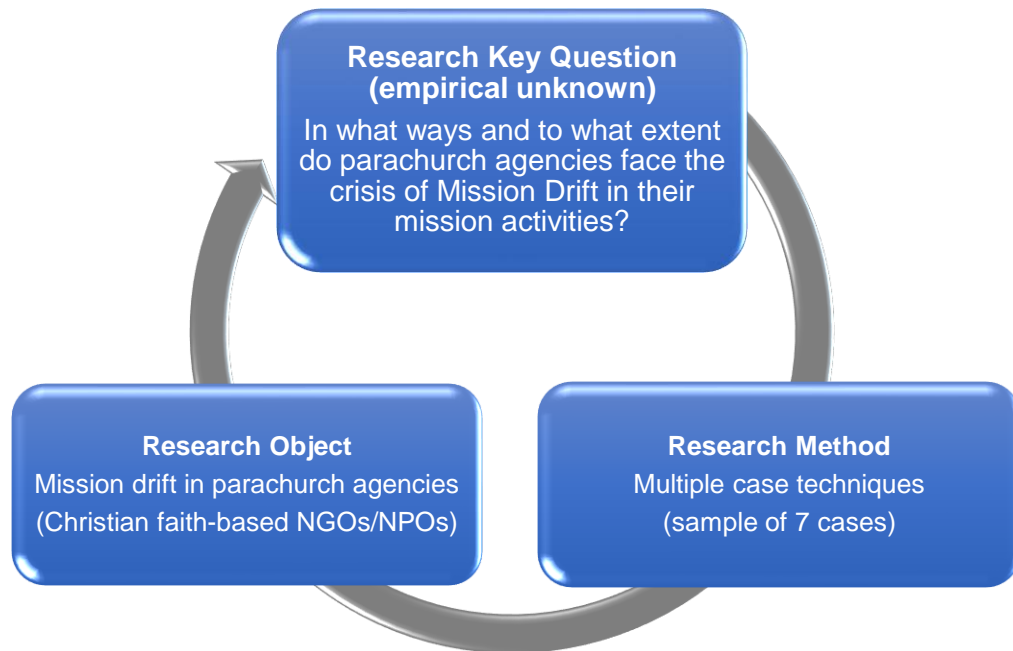 Research Key Question
(empirical unknown)
In what ways and to what extent
do parachurch agencies face the
crisis of Mission Drift in their
mission activities?
Research Object
Mission drift in parachurch agencies
(Christian faith-based NGOs/NPOs)
Research Method
Multiple case techniques
(sample of 7 cases)